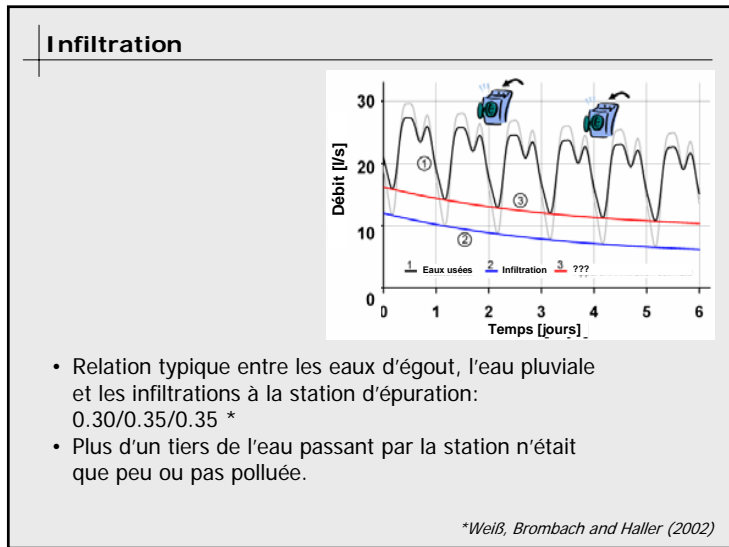 Infiltration
Débit [l/s]
30
20
10
0
1
3
2
1 Eaux usées 2 Infiltration 3 ???
0 1 2 3 4 5 6
Temps [jours]
• Relation typique entre les eaux d'égout, l'eau pluviale
et les infiltrations à la station d'épuration:
0.30/0.35/0.35 *
• Plus d'un tiers de l'eau passant par la station n'était
que peu ou pas polluée.
*Weiß, Brombach and Haller (2002)